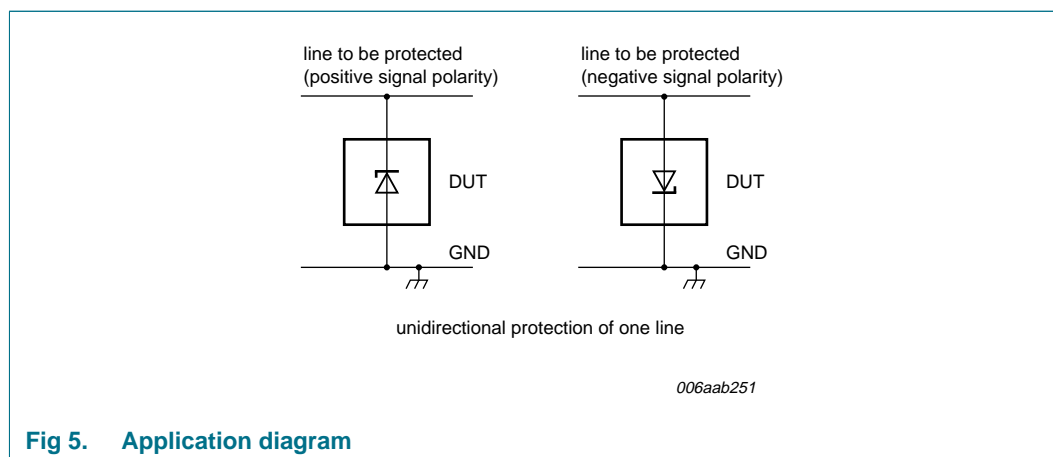 line to be protected
(positive signal polarity)
line to be protected
(negative signal polarity)
DUT
DUT
GND
GND
unidirectional protection of one line
006aab251
Fig 5. Application diagram